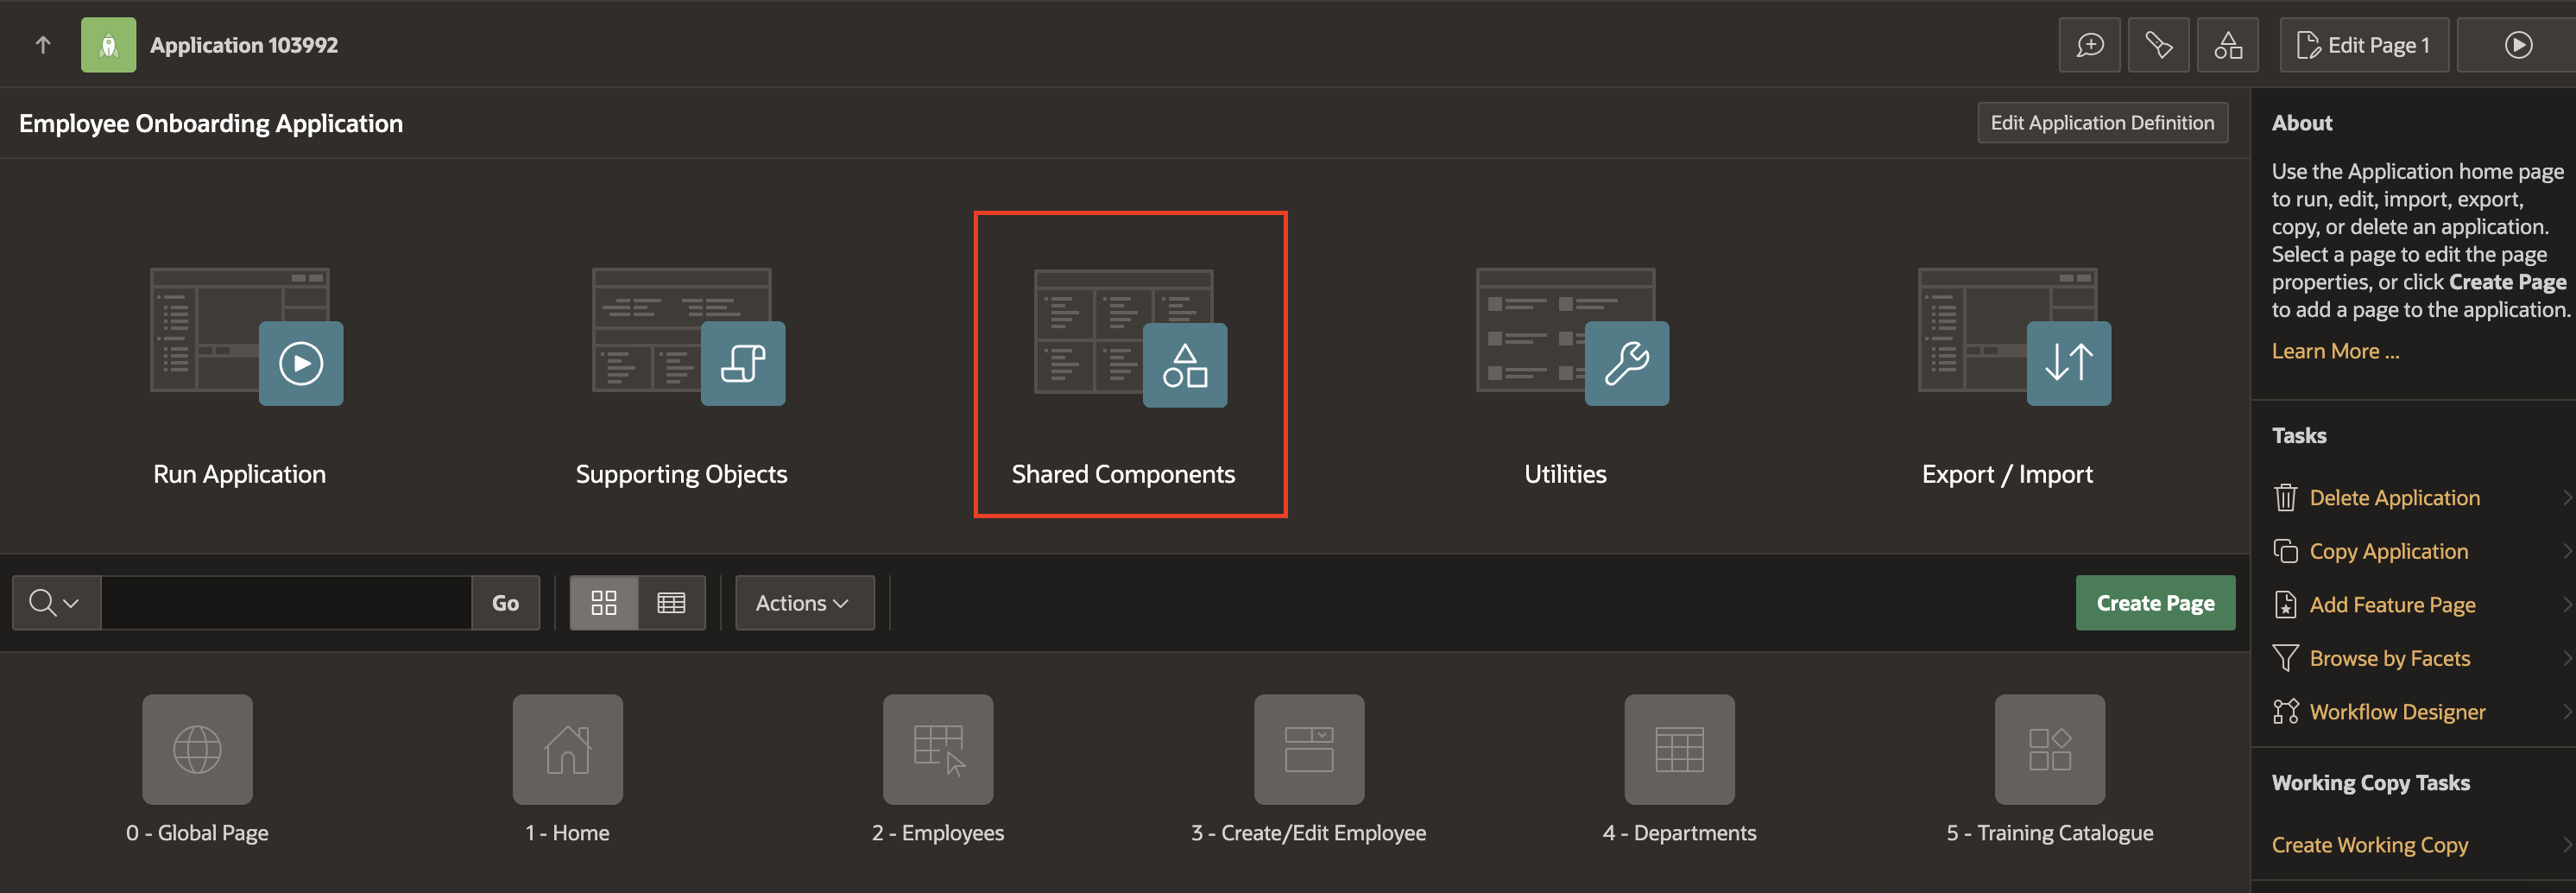 Application 103992
Edit Page 1
Employee Onboarding Application
Edit Application Definition
Run Application
Supporting Objects
Shared Components
Utilities
Export / Import
Go
Actions
Create Page
0 - Global Page
1 - Home
2 - Employees
3 - Create/Edit Employee
4 - Departments
5 - Training Catalogue
About
Use the Application home page
to run, edit, import, export,
copy, or delete an application.
Select a page to edit the page
properties, or click Create Page
to add a page to the application.
Learn More ...
Tasks
Delete Application
Copy Application
Add Feature Page
Browse by Facets
Workflow Designer
Working Copy Tasks
Create Working Copy